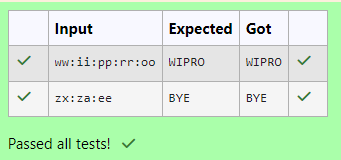 Input Expected Got
ww:ii:pp:rr:oo WIPRO WIPRO
zx:za:ee BYE BYE
Passed all tests!